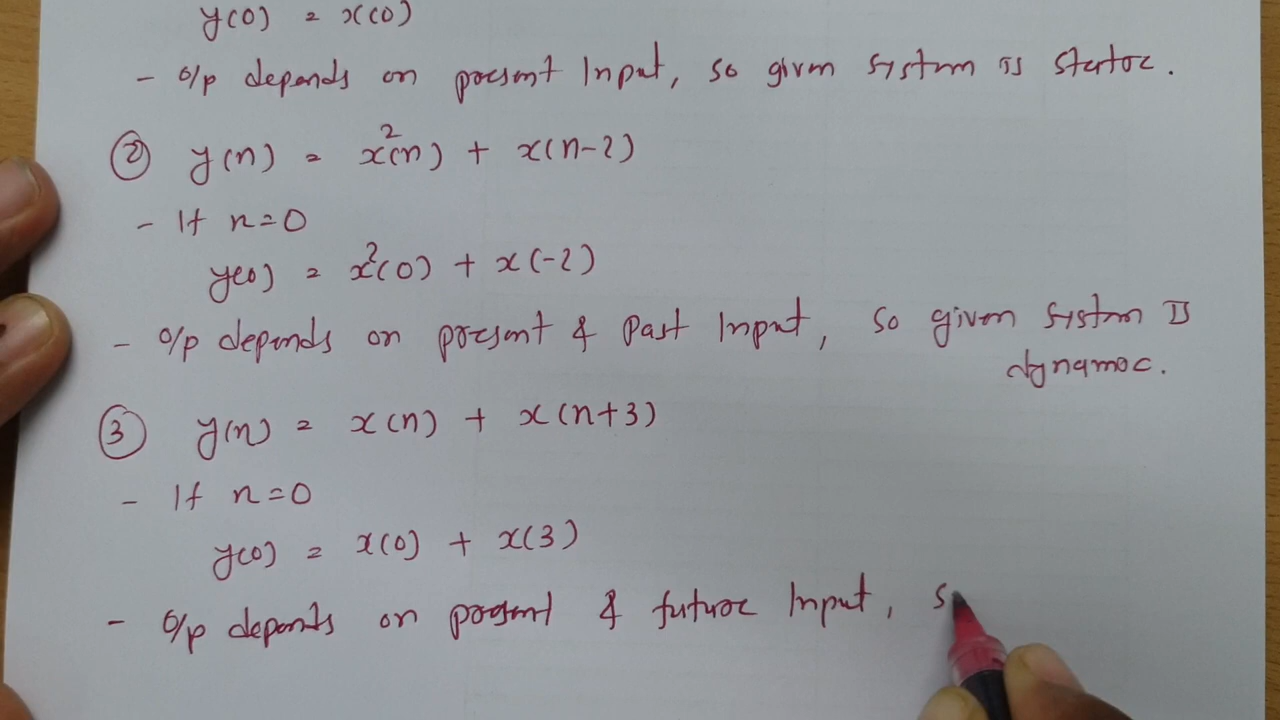 y(0) = x(0)
- o/p depends on present Input, so given system is static.
② y(n) = x²(n) + x(n-2)
- If n=0
y(0) = x²(0) + x(-2)
- o/p depends on present & Past Input, so given system is
dynamic.
③ y(n) = x(n) + x(n+3)
- If n=0
y(0) = x(0) + x(3)
- o/p depends on present & future Input, s